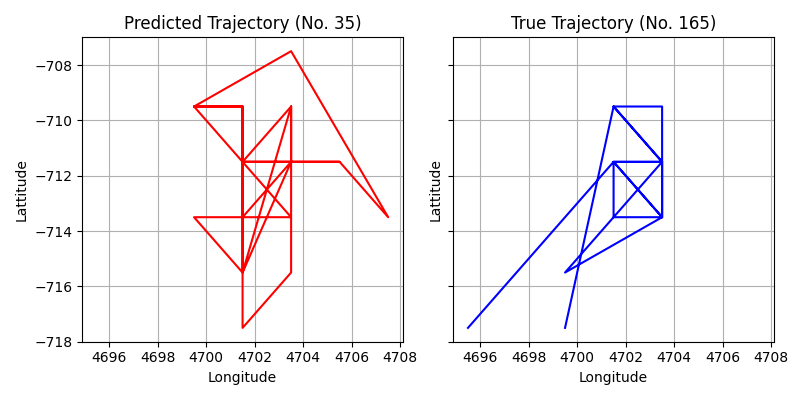 Predicted Trajectory (No. 35)
True Trajectory (No. 165)
−708
−710
−712
−714
−716
−718
Lattitude
Lattitude
4696 4698 4700 4702 4704 4706 4708
4696 4698 4700 4702 4704 4706 4708
Longitude
Longitude